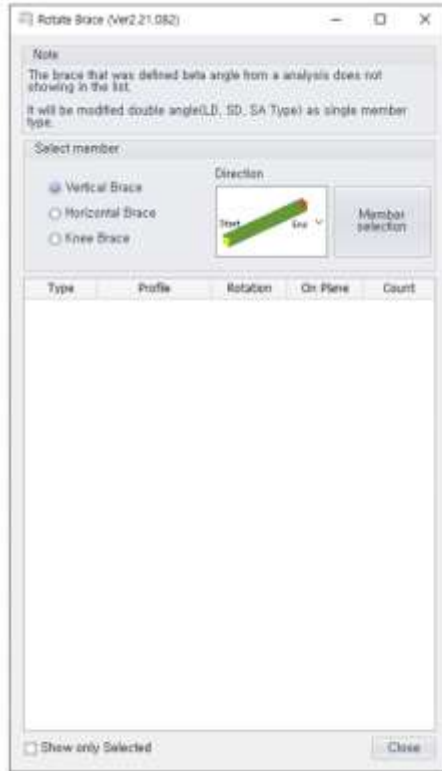 Rotate Brace (Ver2.21.082)
Note
The brace that was defined beta angle from a analysis does not
showing in the list.
It will be modified double angle(LD, SD, SA Type) as single member
type.
Select member
Vertical Brace
Horizontal Brace
Knee Brace
Direction
Start
End
Member
selection
Type Profile Rotation On Plane Count
Show only Selected
Close